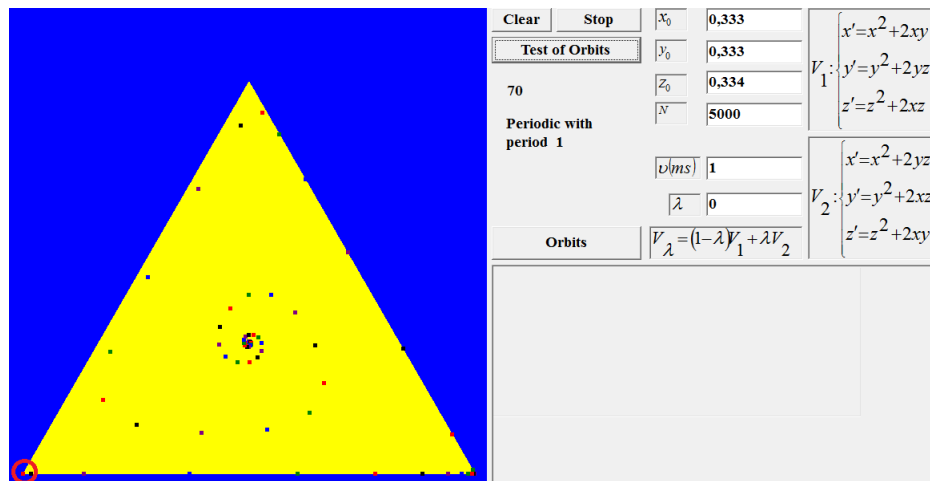 Clear Stop
Test of Orbits
70
Periodic with
period 1
Orbits
x₀ 0,333
y₀ 0,333
z₀ 0,334
N 5000
υ(ms) 1
λ 0
V_λ=(1−λ)V₁+λV₂
V₁:{x′=x²+2xy
y′=y²+2yz
z′=z²+2xz
V₂:{x′=x²+2yz
y′=y²+2xz
z′=z²+2xy